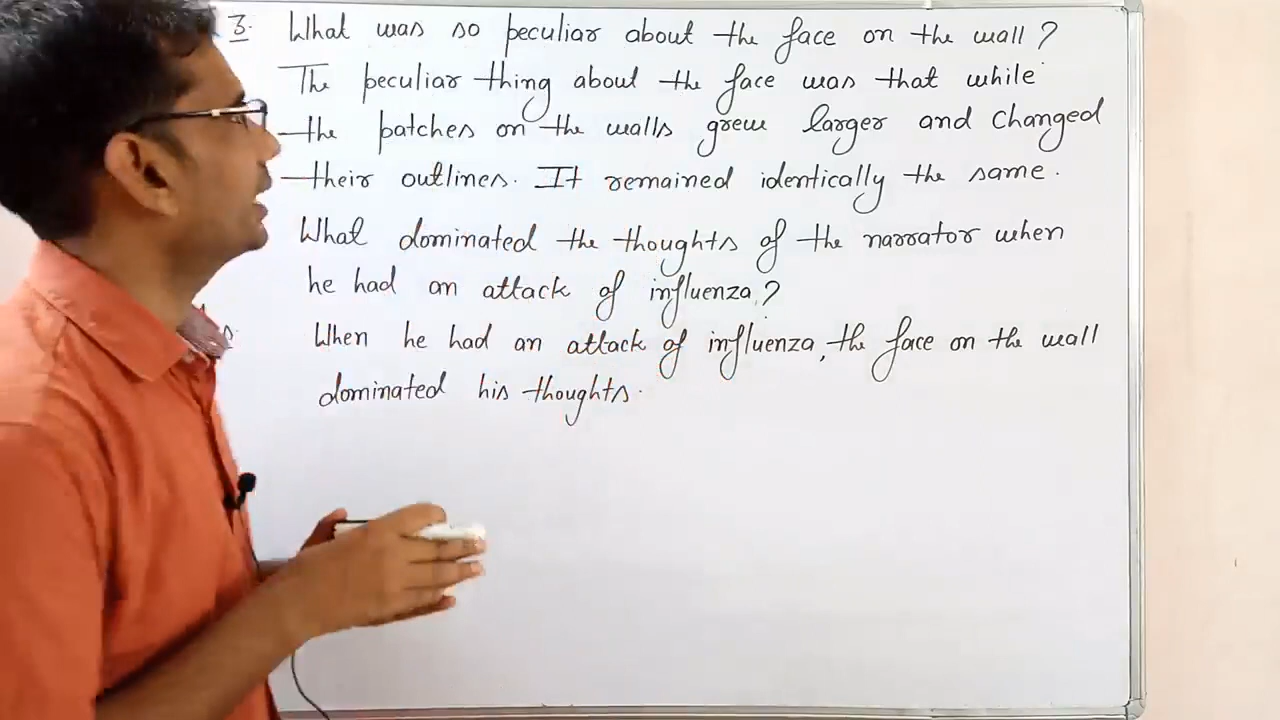 3. What was so peculiar about the face on the wall?
The peculiar thing about the face was that while
the patches on the walls grew larger and changed
their outlines. It remained identically the same.
What dominated the thoughts of the narrator when
he had an attack of influenza?
When he had an attack of influenza, the face on the wall
dominated his thoughts.